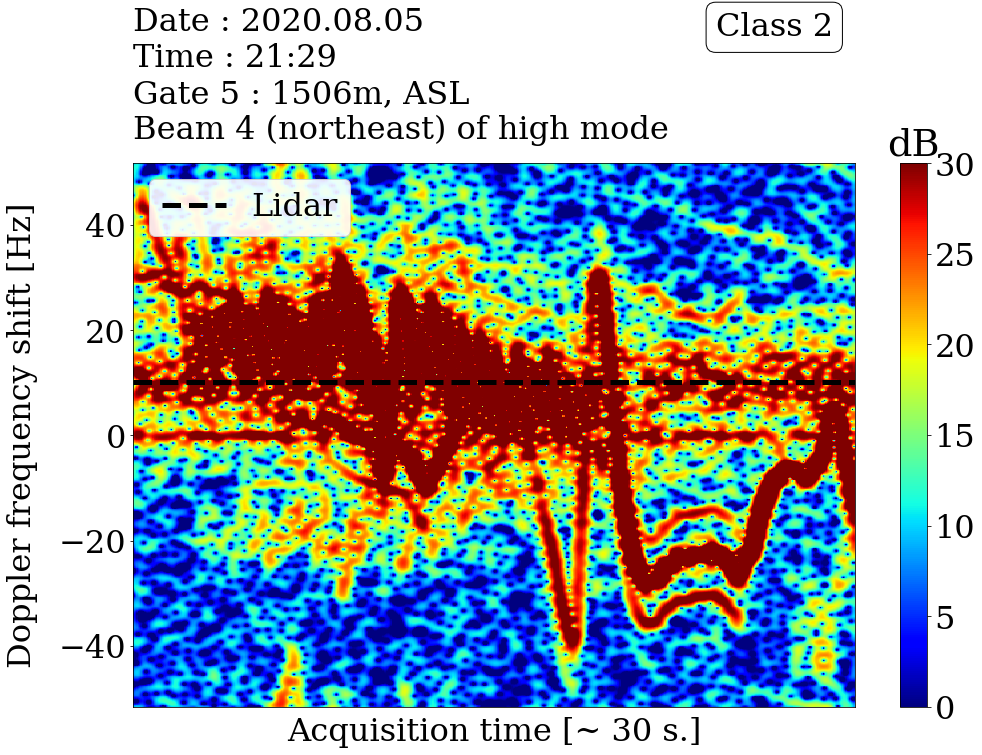 Date : 2020.08.05
Time : 21:29
Gate 5 : 1506m, ASL
Beam 4 (northeast) of high mode
Class 2
dB
Lidar
Doppler frequency shift [Hz]
40
20
0
−20
−40
30
25
20
15
10
5
0
Acquisition time [~ 30 s.]